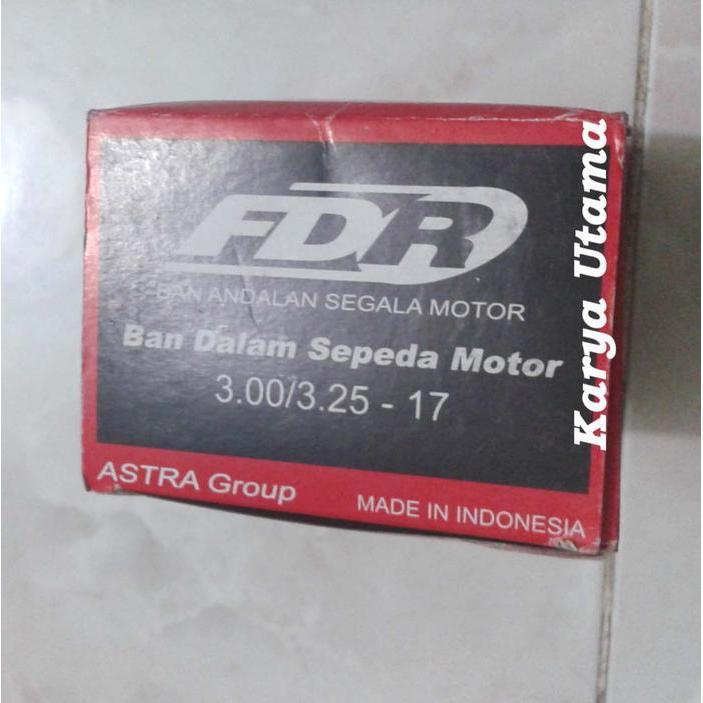 FDR
BAN ANDALAN SEGALA MOTOR
Ban Dalam Sepeda Motor
3.00/3.25 - 17
ASTRA Group
MADE IN INDONESIA
Karya Utama